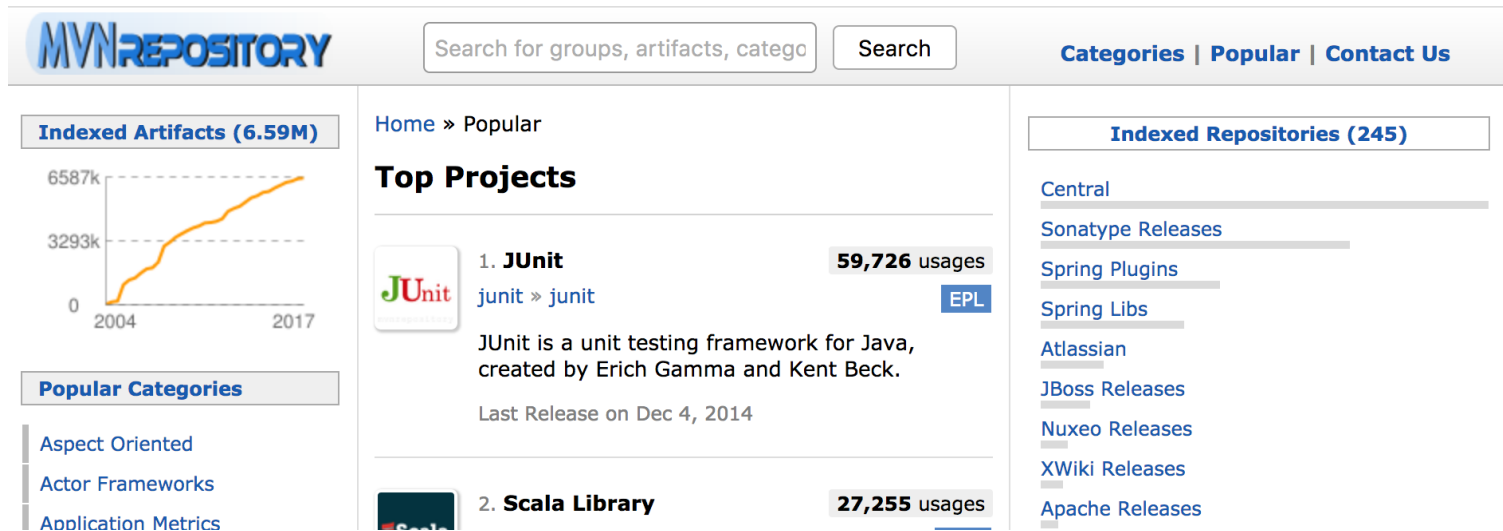 MVNREPOSITORY
Search for groups, artifacts, catego
Search
Categories | Popular | Contact Us
Indexed Artifacts (6.59M)
6587k
3293k
0
2004
2017
Popular Categories
Aspect Oriented
Actor Frameworks
Application Metrics
Home » Popular
Top Projects
JUnit
1. JUnit
59,726 usages
junit » junit
EPL
JUnit is a unit testing framework for Java,
created by Erich Gamma and Kent Beck.
Last Release on Dec 4, 2014
Scala
2. Scala Library
27,255 usages
Indexed Repositories (245)
Central
Sonatype Releases
Spring Plugins
Spring Libs
Atlassian
JBoss Releases
Nuxeo Releases
XWiki Releases
Apache Releases